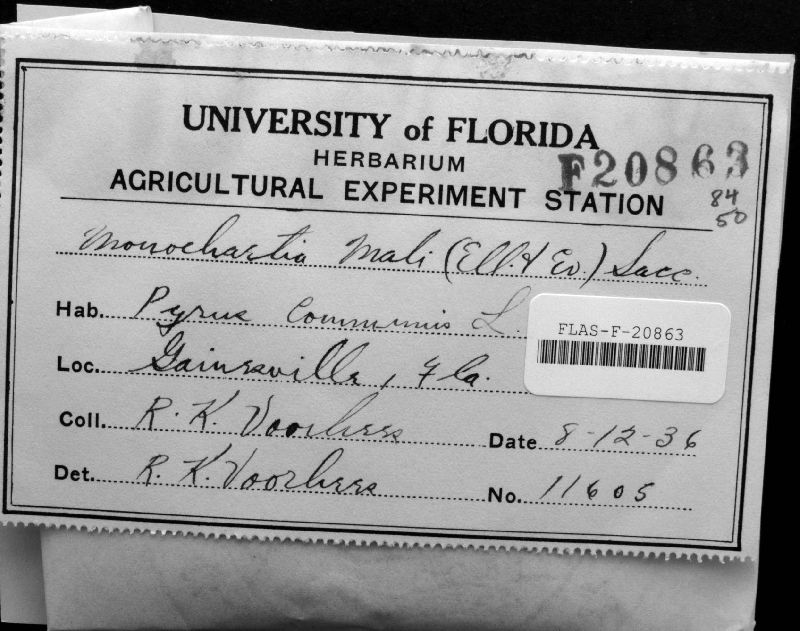 UNIVERSITY of FLORIDA
HERBARIUM
F20863
AGRICULTURAL EXPERIMENT STATION
84
50
Monochaetia Mali (Ell. & Ev.) Sacc.
Hab. Pyrus Communis L.
FLAS-F-20863
Loc. Gainesville, Fla.
Coll. R. K. Voorhees
Date 8-12-36
Det. R. K. Voorhees
No. 11605